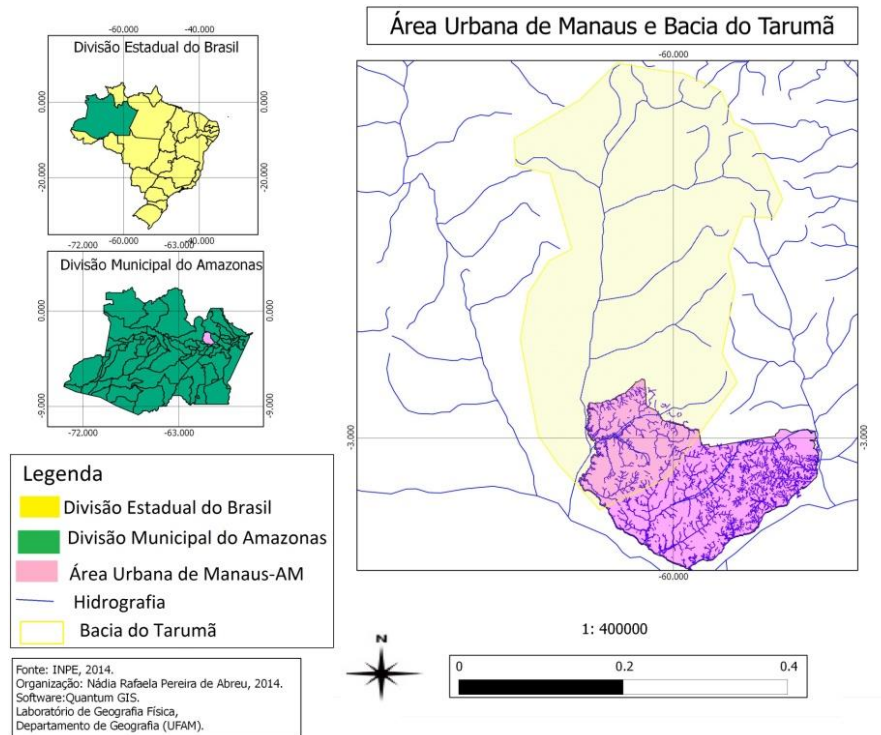 Área Urbana de Manaus e Bacia do Tarumã
-60.000 -40.000
Divisão Estadual do Brasil
0.000 0.000
-20.000 -20.000
-60.000 -40.000
-72.000 -63.000
Divisão Municipal do Amazonas
0.000 0.000
-9.000 -9.000
-72.000 -63.000
-60.000
-3.000 -3.000
-60.000
Legenda
Divisão Estadual do Brasil
Divisão Municipal do Amazonas
Área Urbana de Manaus-AM
Hidrografia
Bacia do Tarumã
Fonte: INPE, 2014.
Organização: Nádia Rafaela Pereira de Abreu, 2014.
Software:Quantum GIS.
Laboratório de Geografia Física,
Departamento de Geografia (UFAM).
N
1: 400000
0 0.2 0.4